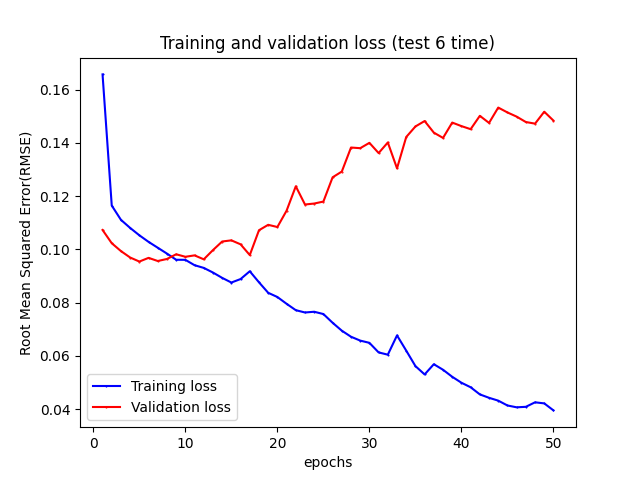 Training and validation loss (test 6 time)
Root Mean Squared Error(RMSE)
0.16
0.14
0.12
0.10
0.08
0.06
0.04
Training loss
Validation loss
0 10 20 30 40 50
epochs